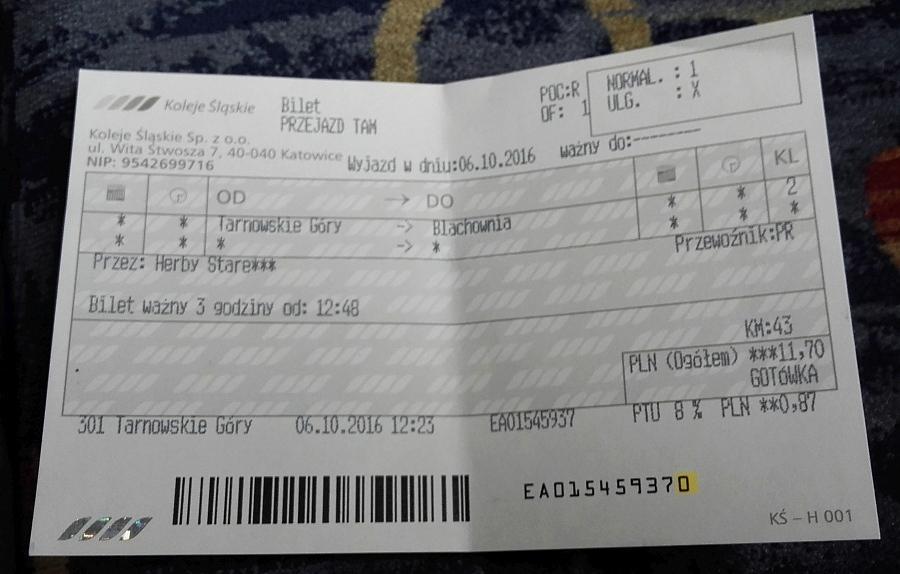 Koleje Śląskie
Bilet
PRZEJAZD TAM
POC:R
OF: 1
NORMAL. : 1
ULG. : X
Koleje Śląskie Sp. z o.o.
ul. Wita Stwosza 7, 40-040 Katowice
NIP: 9542699716
Wyjazd w dniu:06.10.2016 ważny do:----------
OD -> DO KL
* * Tarnowskie Góry -> Blachownia * * 2
* * * -> * * * *
Przez: Herby Stare***
Przewoźnik:PR
Bilet ważny 3 godziny od: 12:48
KM:43
PLN (Ogółem) ***11,70
GOTÓWKA
301 Tarnowskie Góry 06.10.2016 12:23 EA01545937 PTU 8 % PLN **0,87
EA015459370
KŚ – H 001